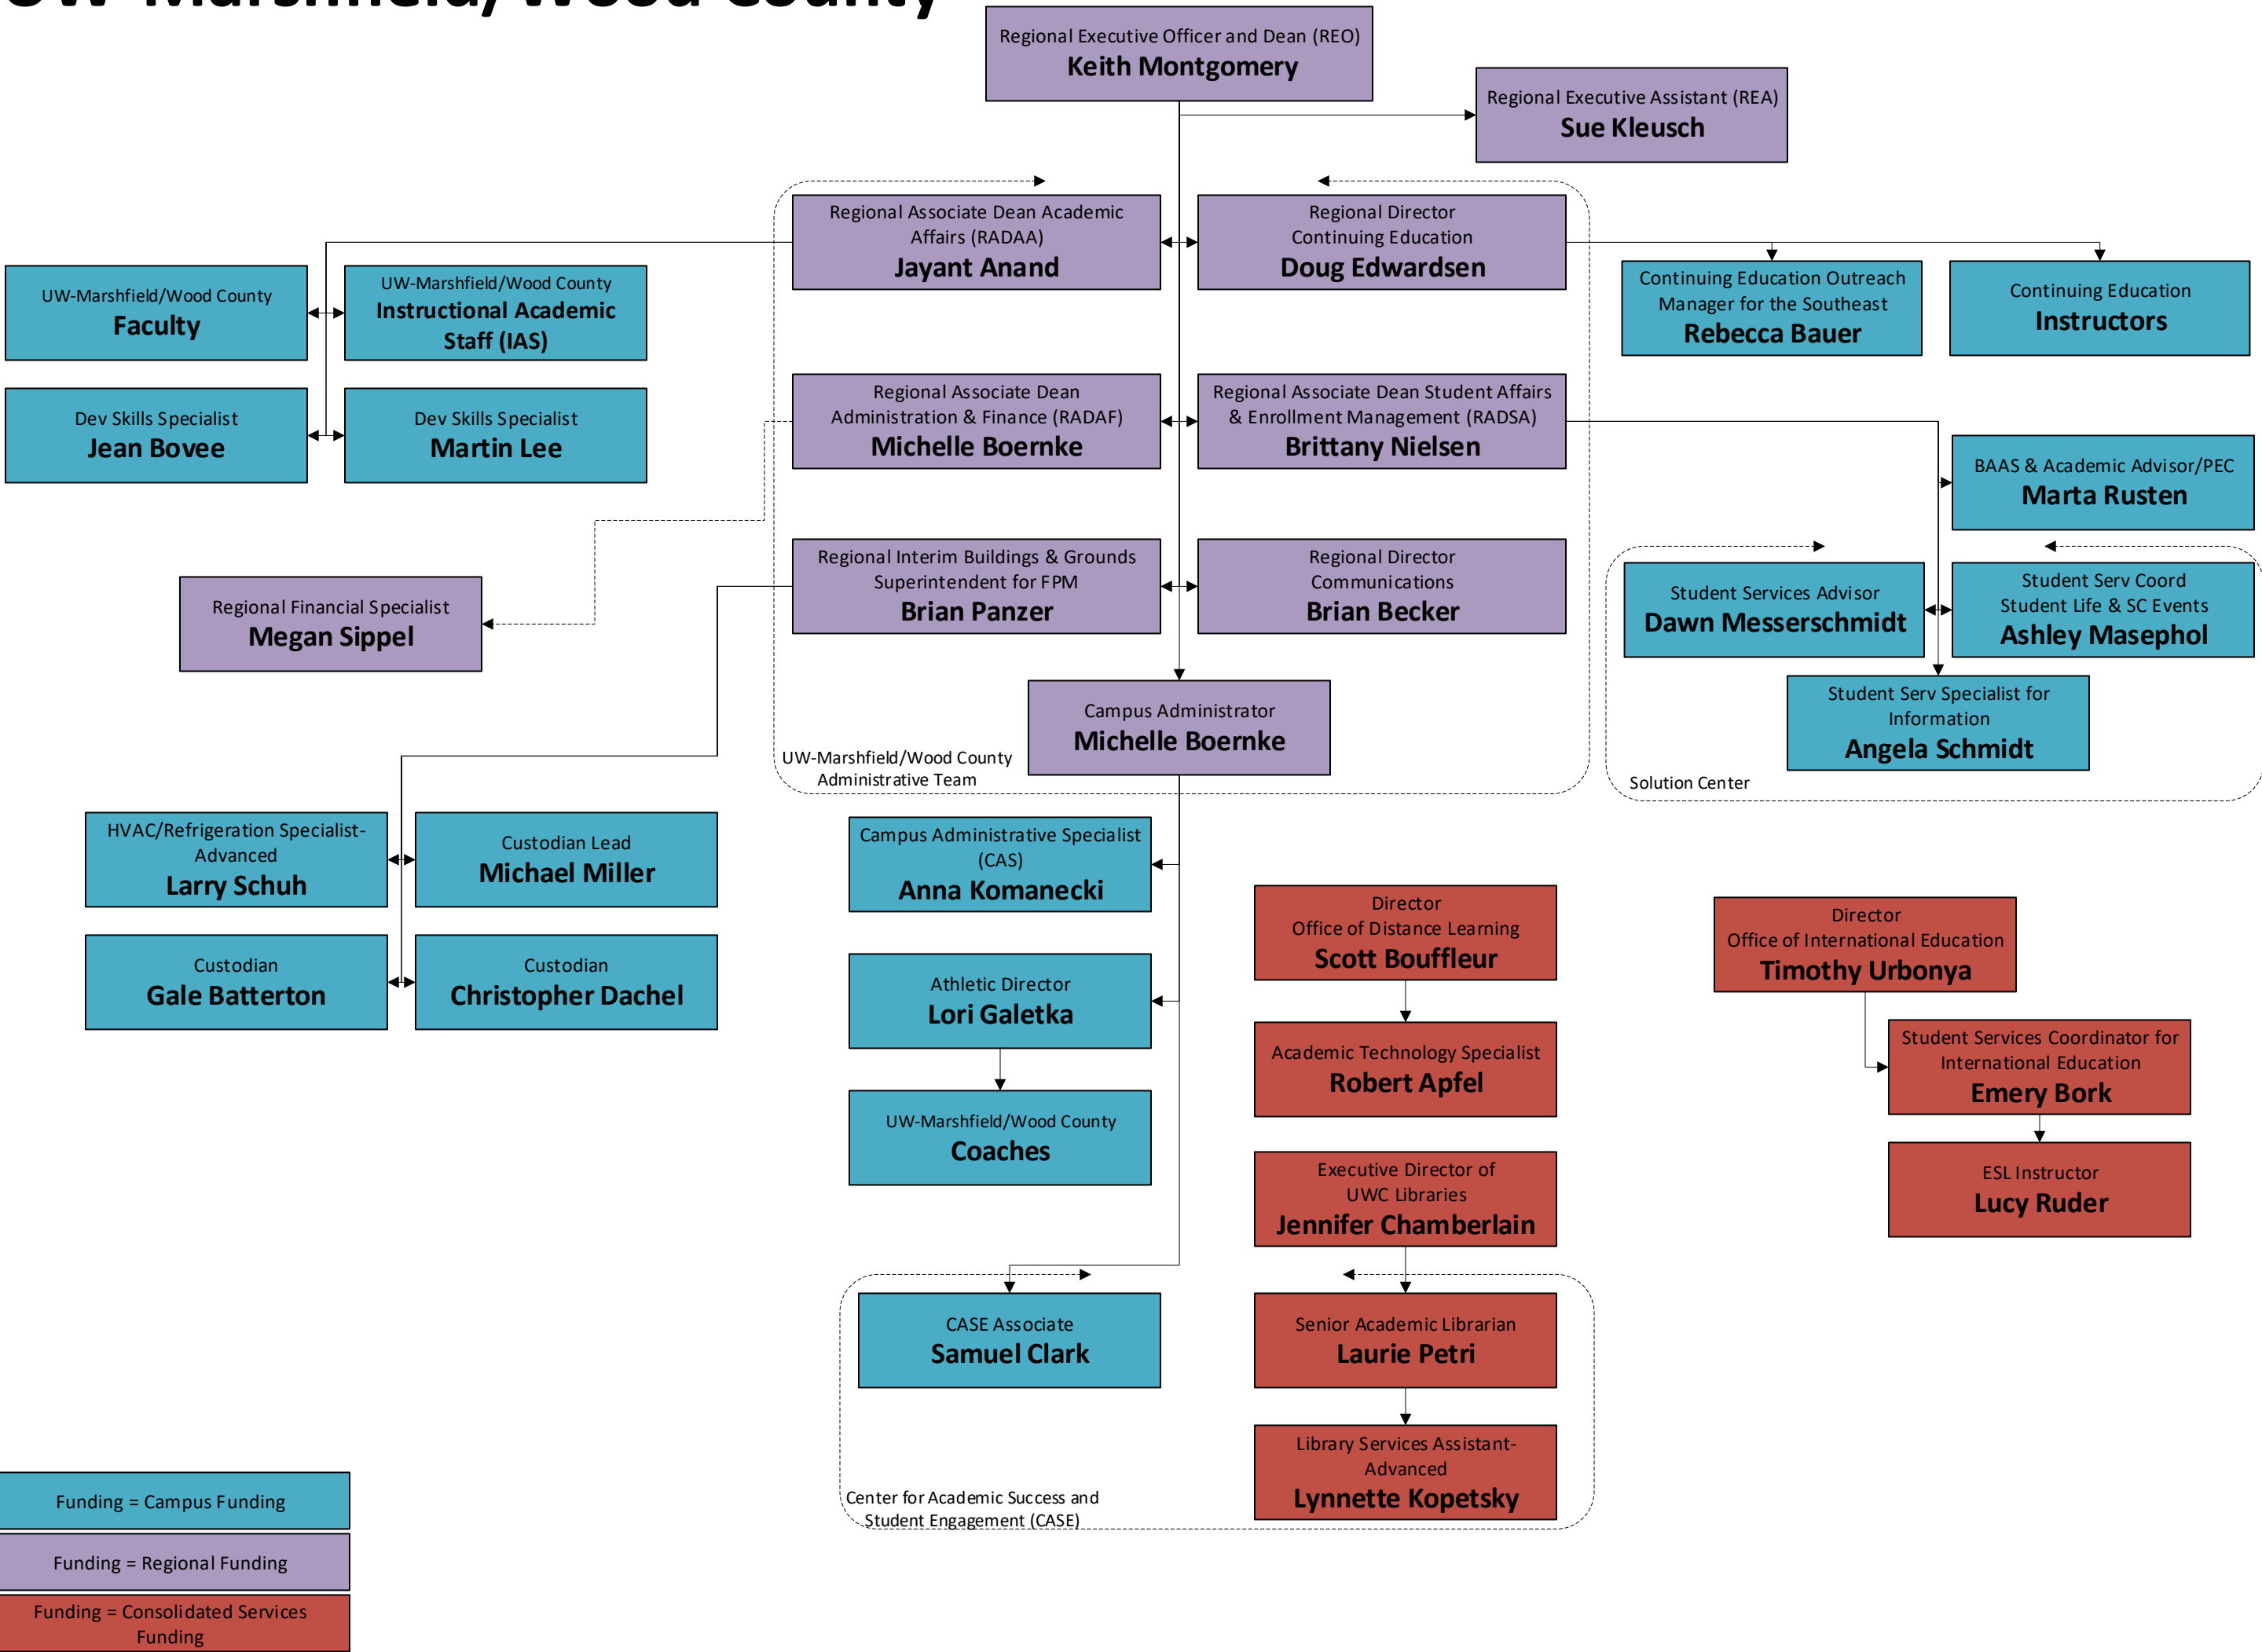 UW-Marshfield/Wood County
Regional Executive Officer and Dean (REO)
Keith Montgomery
Regional Executive Assistant (REA)
Sue Kleusch
Regional Associate Dean Academic
Affairs (RADAA)
Jayant Anand
Regional Director
Continuing Education
Doug Edwardsen
UW-Marshfield/Wood County
Faculty
UW-Marshfield/Wood County
Instructional Academic
Staff (IAS)
Continuing Education Outreach
Manager for the Southeast
Rebecca Bauer
Continuing Education
Instructors
Dev Skills Specialist
Jean Bovee
Dev Skills Specialist
Martin Lee
Regional Associate Dean
Administration & Finance (RADAF)
Michelle Boernke
Regional Associate Dean Student Affairs
& Enrollment Management (RADSA)
Brittany Nielsen
BAAS & Academic Advisor/PEC
Marta Rusten
Regional Financial Specialist
Megan Sippel
Regional Interim Buildings & Grounds
Superintendent for FPM
Brian Panzer
Regional Director
Communications
Brian Becker
Student Services Advisor
Dawn Messerschmidt
Student Serv Coord
Student Life & SC Events
Ashley Masephol
Campus Administrator
Michelle Boernke
Student Serv Specialist for
Information
Angela Schmidt
UW-Marshfield/Wood County
Administrative Team
Solution Center
HVAC/Refrigeration Specialist-
Advanced
Larry Schuh
Custodian Lead
Michael Miller
Campus Administrative Specialist
(CAS)
Anna Komanecki
Director
Office of Distance Learning
Scott Bouffleur
Director
Office of International Education
Timothy Urbonya
Custodian
Gale Batterton
Custodian
Christopher Dachel
Athletic Director
Lori Galetka
Academic Technology Specialist
Robert Apfel
Student Services Coordinator for
International Education
Emery Bork
UW-Marshfield/Wood County
Coaches
Executive Director of
UWC Libraries
Jennifer Chamberlain
ESL Instructor
Lucy Ruder
CASE Associate
Samuel Clark
Senior Academic Librarian
Laurie Petri
Library Services Assistant-
Advanced
Lynnette Kopetsky
Center for Academic Success and
Student Engagement (CASE)
Funding = Campus Funding
Funding = Regional Funding
Funding = Consolidated Services
Funding